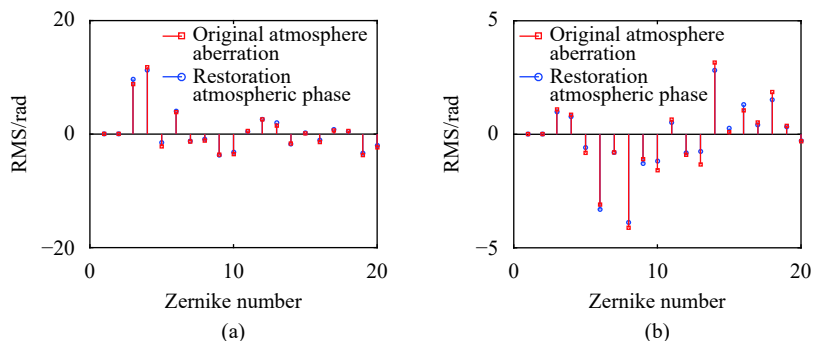 20
Original atmosphere
aberration
Restoration
atmospheric phase
RMS/rad
0
−20
0
10
20
Zernike number
(a)
5
Original atmosphere
aberration
Restoration
atmospheric phase
RMS/rad
0
−5
0
10
20
Zernike number
(b)